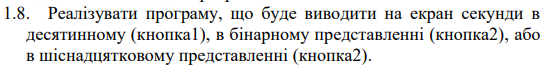 1.8. Реалізувати програму, що буде виводити на екран секунди в
десятинному (кнопка1), в бінарному представленні (кнопка2), або
в шіснадцятковому представленні (кнопка2).